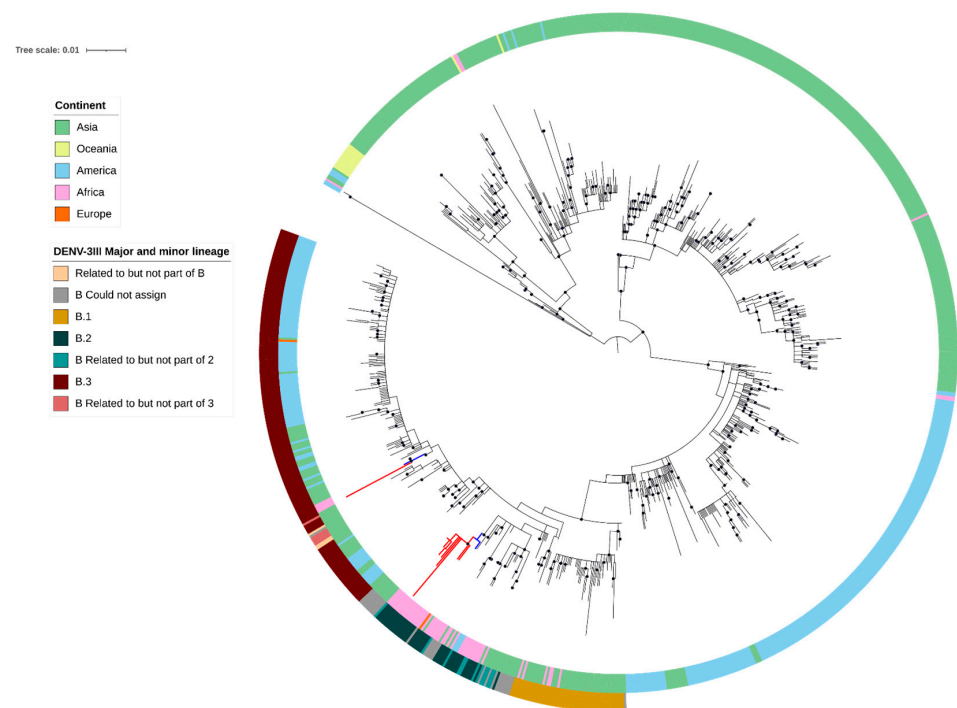 Tree scale: 0.01
Continent
Asia
Oceania
America
Africa
Europe
DENV-3III Major and minor lineage
Related to but not part of B
B Could not assign
B.1
B.2
B Related to but not part of 2
B.3
B Related to but not part of 3